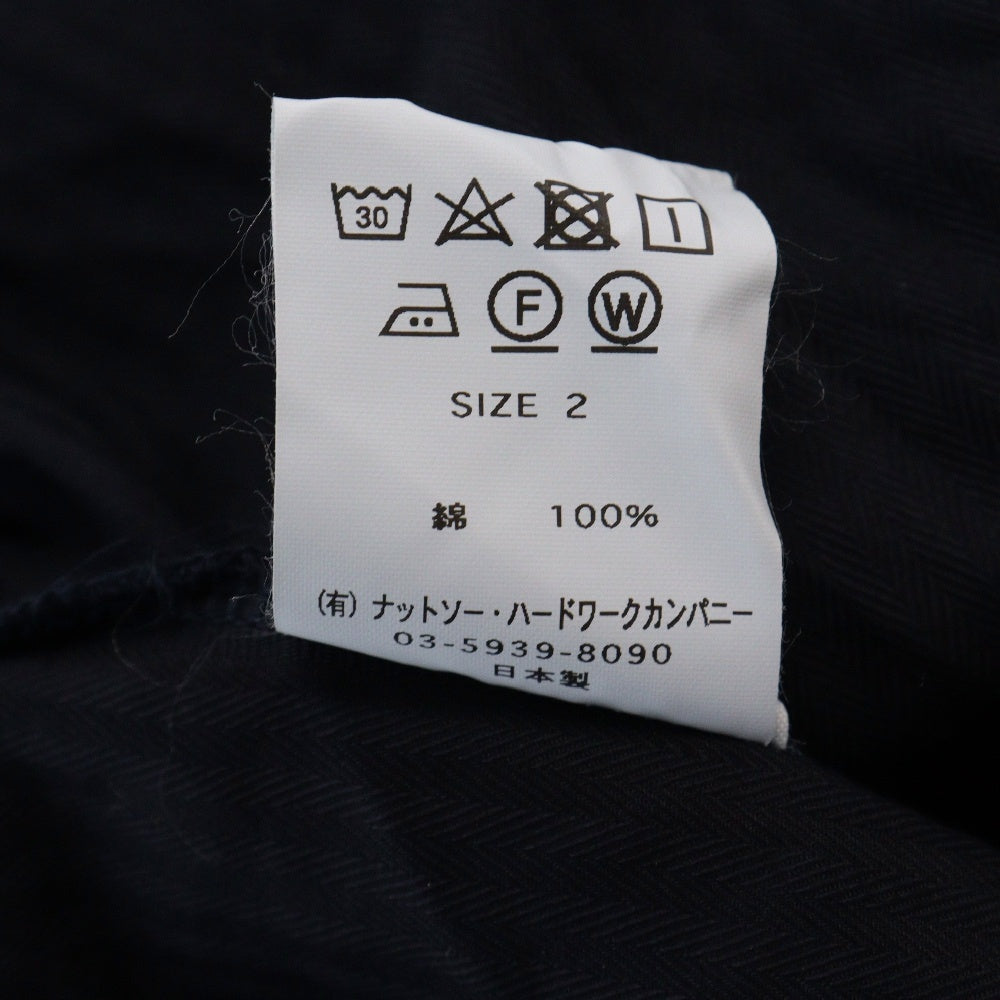 30
F W
SIZE 2
綿 100%
(有) ナットソー・ハードワークカンパニー
03-5939-8090
日本製